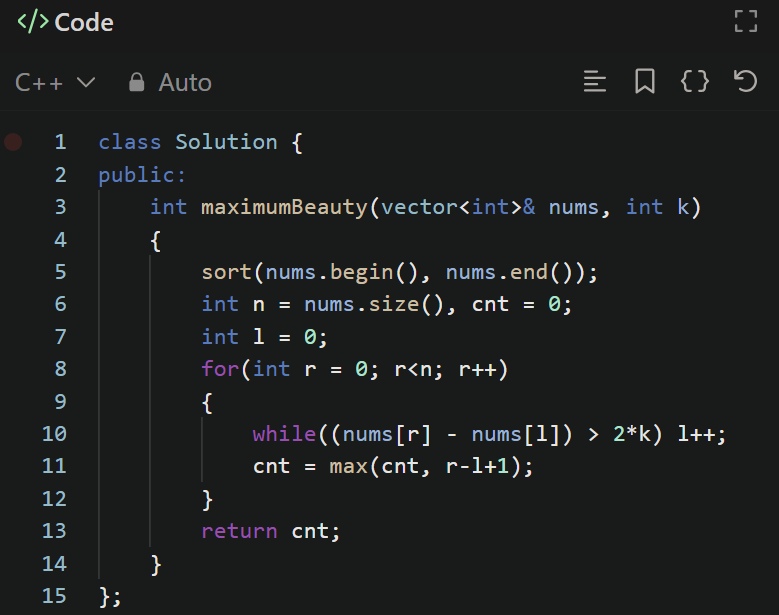 </> Code
C++ Auto
1 class Solution {
2 public:
3     int maximumBeauty(vector<int>& nums, int k)
4     {
5         sort(nums.begin(), nums.end());
6         int n = nums.size(), cnt = 0;
7         int l = 0;
8         for(int r = 0; r<n; r++)
9         {
10             while((nums[r] - nums[l]) > 2*k) l++;
11             cnt = max(cnt, r-l+1);
12         }
13         return cnt;
14     }
15 };